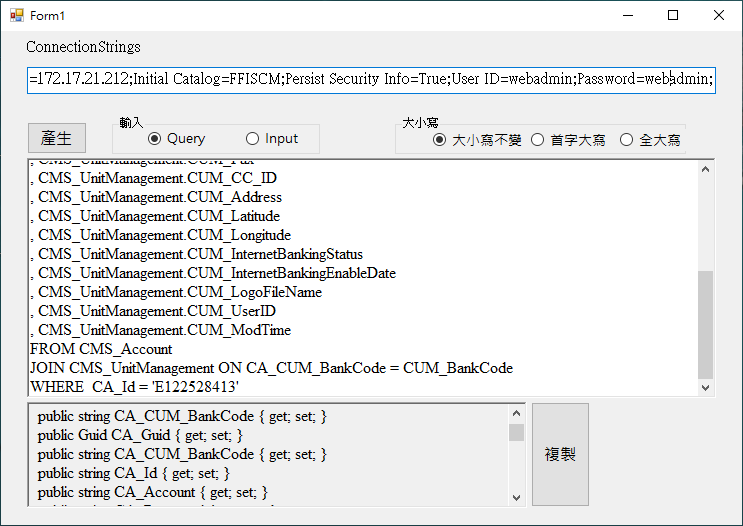 Form1
ConnectionStrings
=172.17.21.212;Initial Catalog=FFISCM;Persist Security Info=True;User ID=webadmin;Password=webadmin;
產生
輸入
Query
Input
大小寫
大小寫不變
首字大寫
全大寫
, CMS_UnitManagement.CUM_Fax
, CMS_UnitManagement.CUM_CC_ID
, CMS_UnitManagement.CUM_Address
, CMS_UnitManagement.CUM_Latitude
, CMS_UnitManagement.CUM_Longitude
, CMS_UnitManagement.CUM_InternetBankingStatus
, CMS_UnitManagement.CUM_InternetBankingEnableDate
, CMS_UnitManagement.CUM_LogoFileName
, CMS_UnitManagement.CUM_UserID
, CMS_UnitManagement.CUM_ModTime
FROM CMS_Account
JOIN CMS_UnitManagement ON CA_CUM_BankCode = CUM_BankCode
WHERE  CA_Id = 'E122528413'
public string CA_CUM_BankCode { get; set; }
public Guid CA_Guid { get; set; }
public string CA_CUM_BankCode { get; set; }
public string CA_Id { get; set; }
public string CA_Account { get; set; }
複製